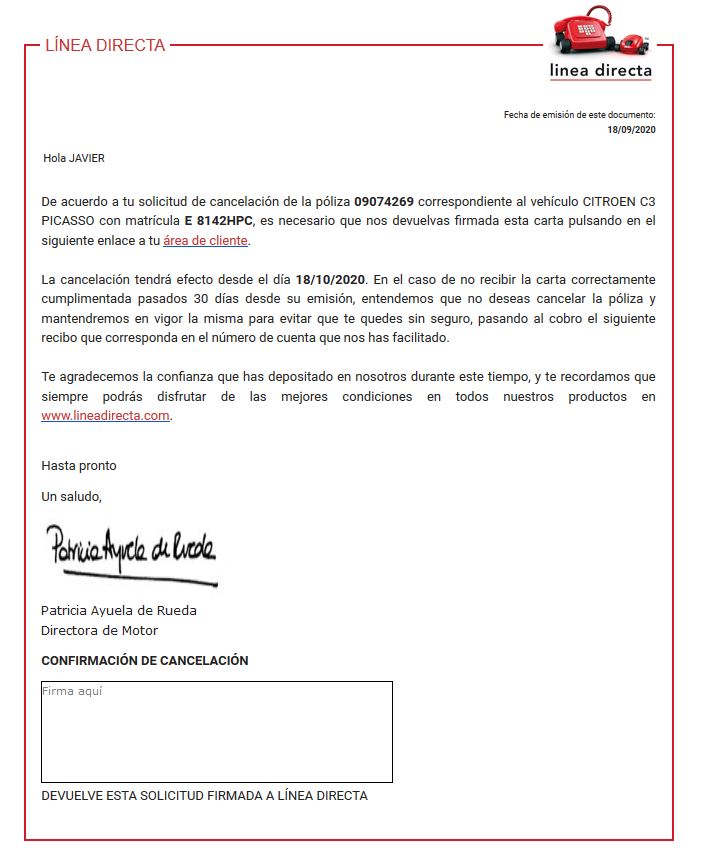 LÍNEA DIRECTA
linea directa
Fecha de emisión de este documento:
18/09/2020
Hola JAVIER
De acuerdo a tu solicitud de cancelación de la póliza 09074269 correspondiente al vehículo CITROEN C3
PICASSO con matrícula E 8142HPC, es necesario que nos devuelvas firmada esta carta pulsando en el
siguiente enlace a tu área de cliente.
La cancelación tendrá efecto desde el día 18/10/2020. En el caso de no recibir la carta correctamente
cumplimentada pasados 30 días desde su emisión, entendemos que no deseas cancelar la póliza y
mantendremos en vigor la misma para evitar que te quedes sin seguro, pasando al cobro el siguiente
recibo que corresponda en el número de cuenta que nos has facilitado.
Te agradecemos la confianza que has depositado en nosotros durante este tiempo, y te recordamos que
siempre podrás disfrutar de las mejores condiciones en todos nuestros productos en
www.lineadirecta.com.
Hasta pronto
Un saludo,
Patricia Ayuela de Rueda
Patricia Ayuela de Rueda
Directora de Motor
CONFIRMACIÓN DE CANCELACIÓN
Firma aquí
DEVUELVE ESTA SOLICITUD FIRMADA A LÍNEA DIRECTA